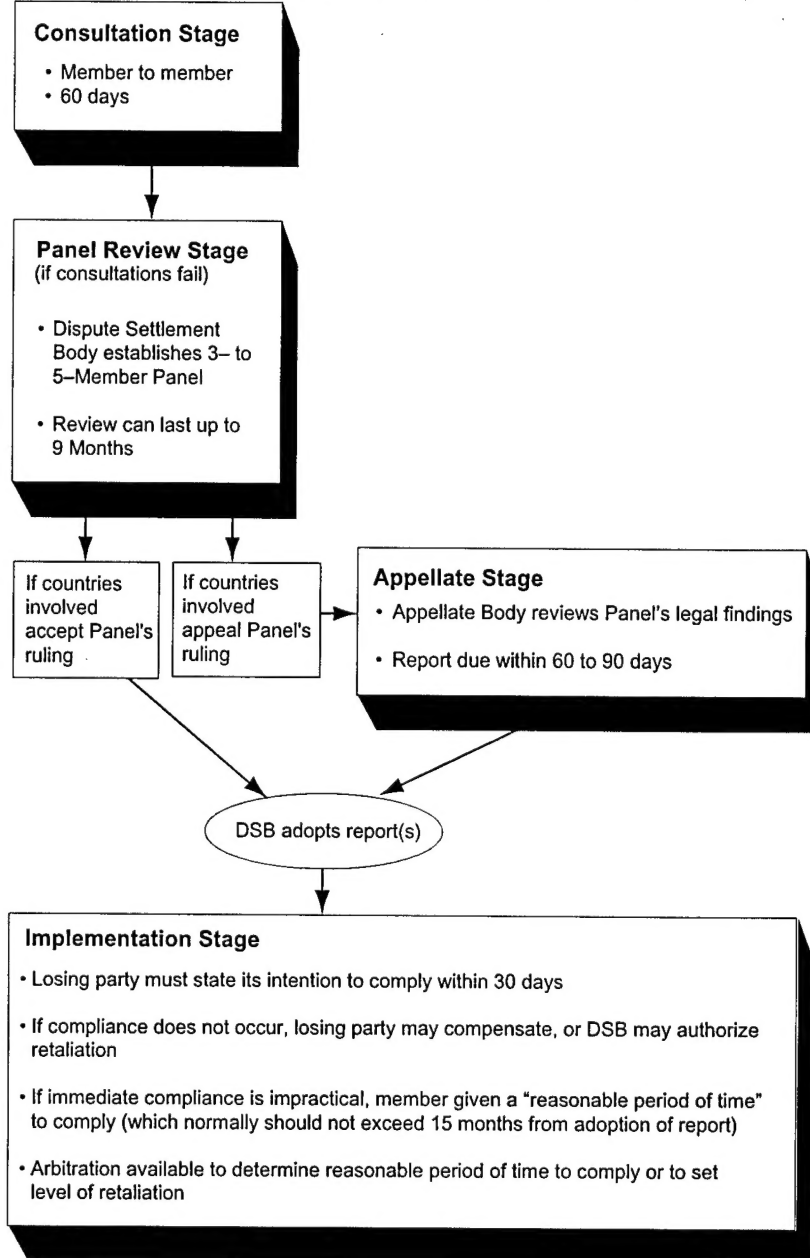 Consultation Stage
• Member to member
• 60 days
Panel Review Stage
(if consultations fail)
• Dispute Settlement
Body establishes 3– to
5–Member Panel
• Review can last up to
9 Months
If countries
involved
accept Panel's
ruling
If countries
involved
appeal Panel's
ruling
Appellate Stage
• Appellate Body reviews Panel's legal findings
• Report due within 60 to 90 days
DSB adopts report(s)
Implementation Stage
• Losing party must state its intention to comply within 30 days
• If compliance does not occur, losing party may compensate, or DSB may authorize
retaliation
• If immediate compliance is impractical, member given a "reasonable period of time"
to comply (which normally should not exceed 15 months from adoption of report)
• Arbitration available to determine reasonable period of time to comply or to set
level of retaliation